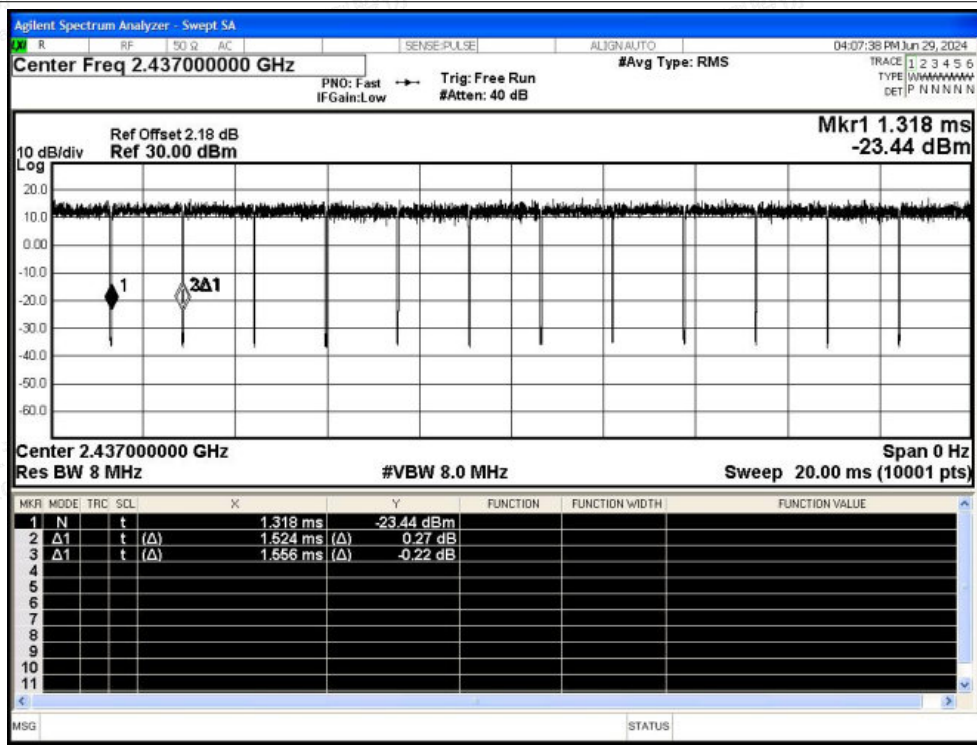 Agilent Spectrum Analyzer - Swept SA
LXI R RF 50 Ω AC SENSE:PULSE ALIGN AUTO 04:07:38 PM Jun 29, 2024
Center Freq 2.437000000 GHz #Avg Type: RMS TRACE 1 2 3 4 5 6
PNO: Fast Trig: Free Run TYPE WWWWWW
IFGain:Low #Atten: 40 dB DET P N N N N N
Mkr1 1.318 ms
Ref Offset 2.18 dB
10 dB/div Ref 30.00 dBm -23.44 dBm
Log
20.0
10.0
0.00
-10.0
1 3Δ1
-20.0
-30.0
-40.0
-50.0
-60.0
Center 2.437000000 GHz Span 0 Hz
Res BW 8 MHz #VBW 8.0 MHz Sweep 20.00 ms (10001 pts)
MKR MODE TRC SCL X Y FUNCTION FUNCTION WIDTH FUNCTION VALUE
1 N t 1.318 ms -23.44 dBm
2 Δ1 t (Δ) 1.524 ms (Δ) 0.27 dB
3 Δ1 t (Δ) 1.556 ms (Δ) -0.22 dB
4
5
6
7
8
9
10
11
MSG STATUS